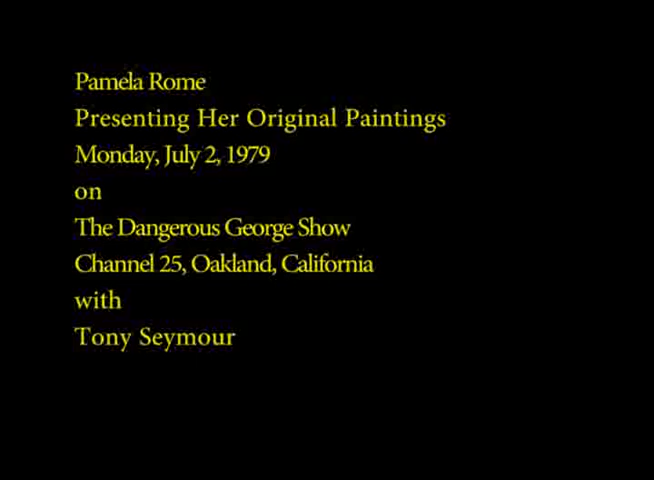 Pamela Rome
Presenting Her Original Paintings
Monday, July 2, 1979
on
The Dangerous George Show
Channel 25, Oakland, California
with
Tony Seymour